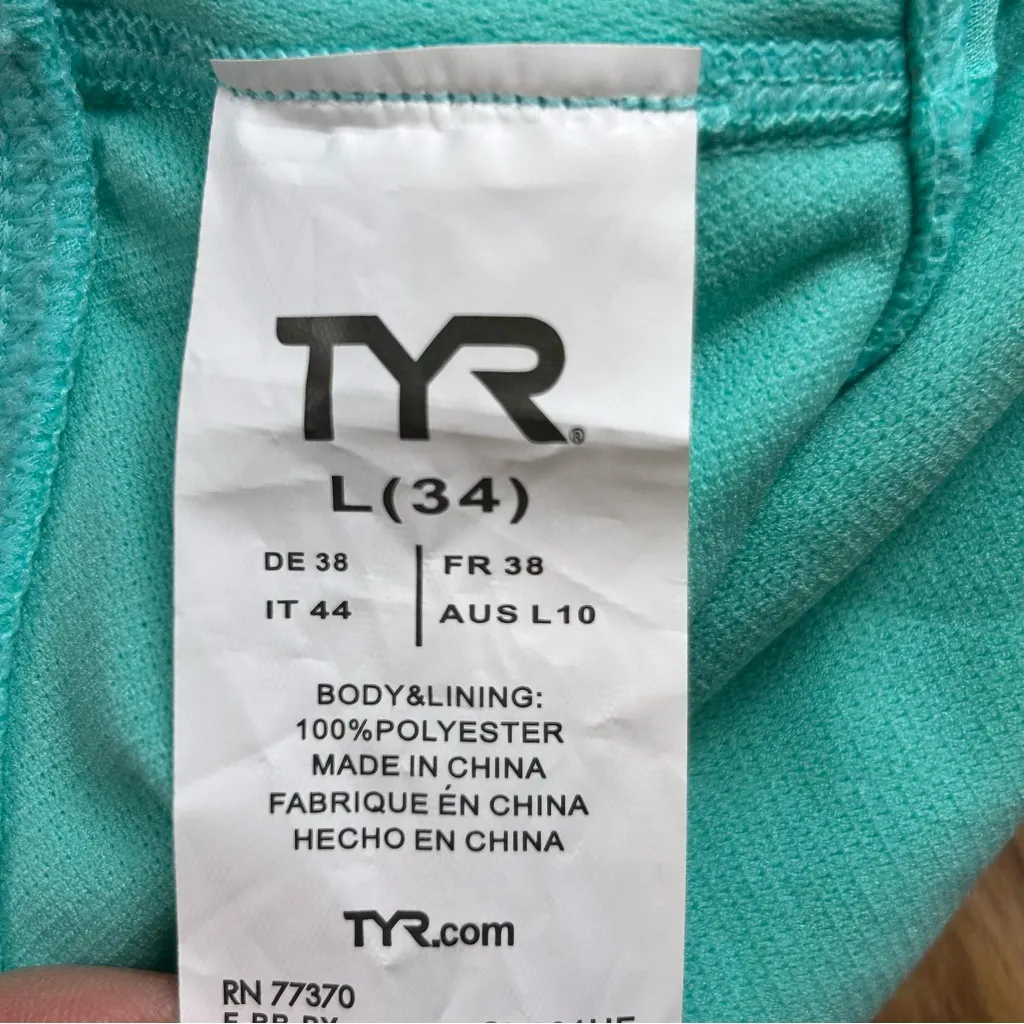 TYR®
L(34)
DE 38 | FR 38
IT 44 | AUS L10
BODY&LINING:
100%POLYESTER
MADE IN CHINA
FABRIQUE ÉN CHINA
HECHO EN CHINA
TYR.com
RN 77370